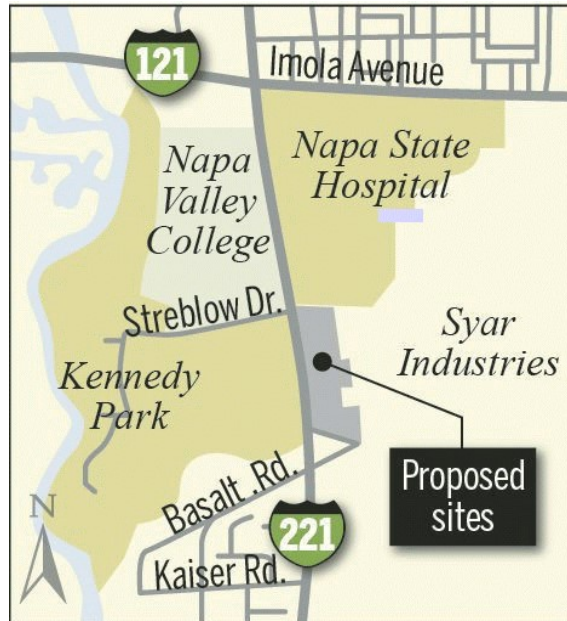 121
Imola Avenue
Napa
Valley
College
Napa State
Hospital
Streblow Dr.
Syar
Industries
Kennedy
Park
Proposed
sites
Basalt .Rd.
N
221
Kaiser Rd.